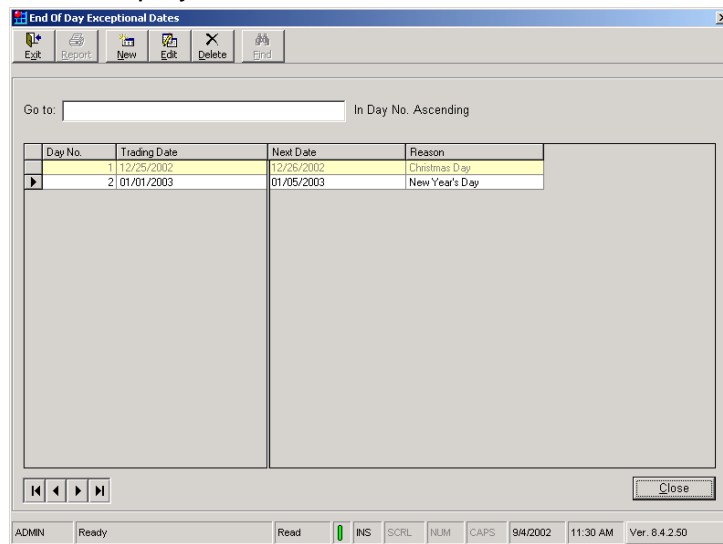 End Of Day Exceptional Dates
Exit Report New Edit Delete Find
Go to: In Day No. Ascending
Day No. Trading Date Next Date Reason
1 12/25/2002 12/26/2002 Christmas Day
2 01/01/2003 01/05/2003 New Year's Day
Close
ADMIN Ready Read INS SCRL NUM CAPS 9/4/2002 11:30 AM Ver. 8.4.2.50